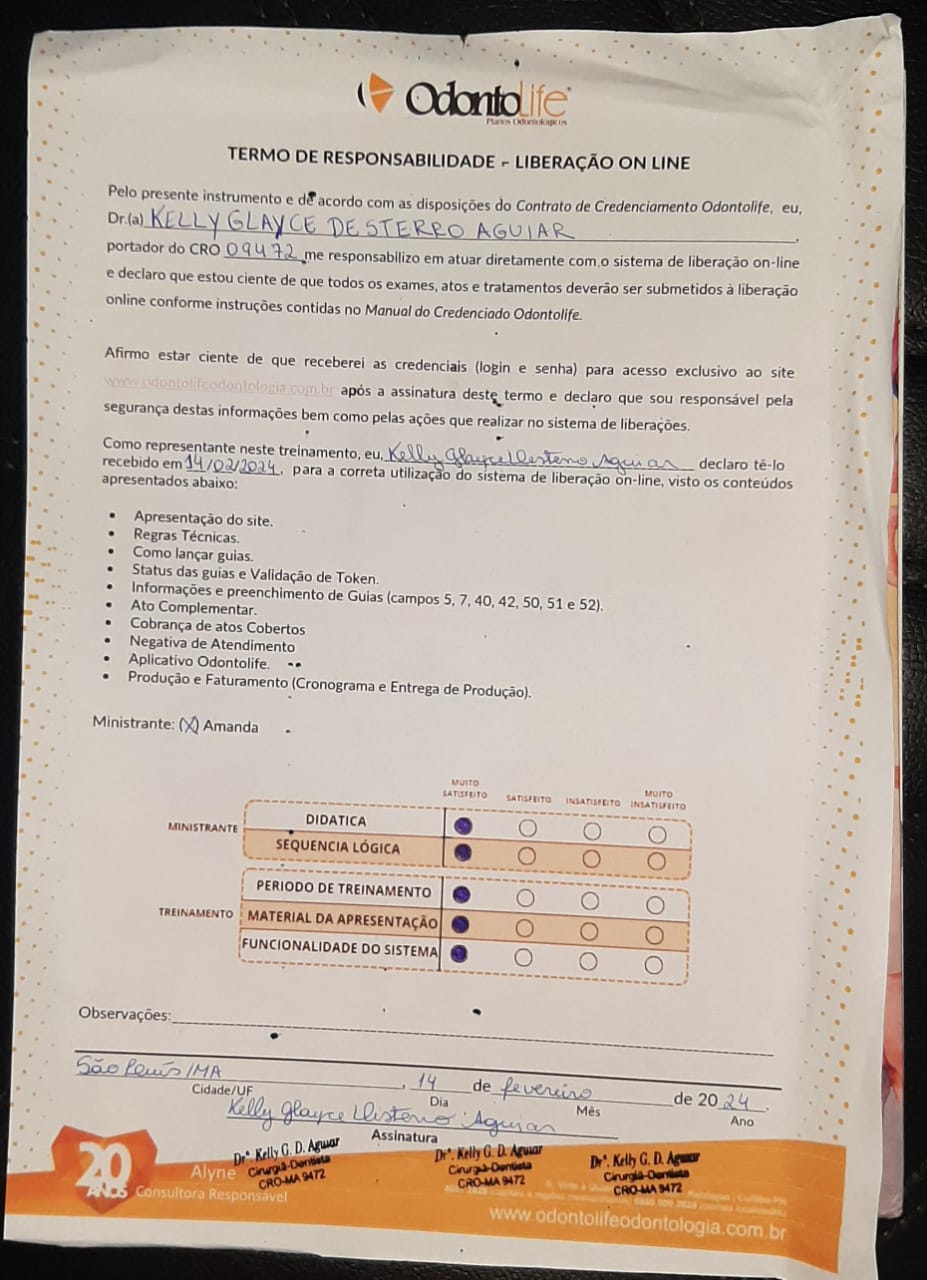 OdontoLife
Planos Odontológicos
TERMO DE RESPONSABILIDADE - LIBERAÇÃO ON LINE
Pelo presente instrumento e de acordo com as disposições do Contrato de Credenciamento Odontolife, eu,
Dr.(a) KELLY GLAYCE DESTERRO AGUIAR,
portador do CRO 09472 me responsabilizo em atuar diretamente com o sistema de liberação on-line
e declaro que estou ciente de que todos os exames, atos e tratamentos deverão ser submetidos à liberação
online conforme instruções contidas no Manual do Credenciado Odontolife.
Afirmo estar ciente de que receberei as credenciais (login e senha) para acesso exclusivo ao site
www.odontolifeodontologia.com.br após a assinatura deste termo e declaro que sou responsável pela
segurança destas informações bem como pelas ações que realizar no sistema de liberações.
Como representante neste treinamento, eu, Kelly Glayce Desterro Aguiar declaro tê-lo
recebido em 14/02/2024, para a correta utilização do sistema de liberação on-line, visto os conteúdos
apresentados abaixo:
• Apresentação do site.
• Regras Técnicas.
• Como lançar guias.
• Status das guias e Validação de Token.
• Informações e preenchimento de Guias (campos 5, 7, 40, 42, 50, 51 e 52).
• Ato Complementar.
• Cobrança de atos Cobertos
• Negativa de Atendimento
• Aplicativo Odontolife.
• Produção e Faturamento (Cronograma e Entrega de Produção).
Ministrante: (X) Amanda
MUITO SATISFEITO SATISFEITO INSATISFEITO MUITO INSATISFEITO
MINISTRANTE
DIDATICA
SEQUENCIA LÓGICA
TREINAMENTO
PERIODO DE TREINAMENTO
MATERIAL DA APRESENTAÇÃO
FUNCIONALIDADE DO SISTEMA
Observações:
São Luís/MA, 14 de fevereiro de 2024.
Cidade/UF Dia Mês Ano
Kelly Glayce Desterro Aguiar
Assinatura
20 ANOS
Alyne
Consultora Responsável
Drª. Kelly G. D. Aguiar
Cirurgiã-Dentista
CRO-MA 9472
Drª. Kelly G. D. Aguiar
Cirurgiã-Dentista
CRO-MA 9472
Drª. Kelly G. D. Aguiar
Cirurgiã-Dentista
CRO-MA 9472
www.odontolifeodontologia.com.br